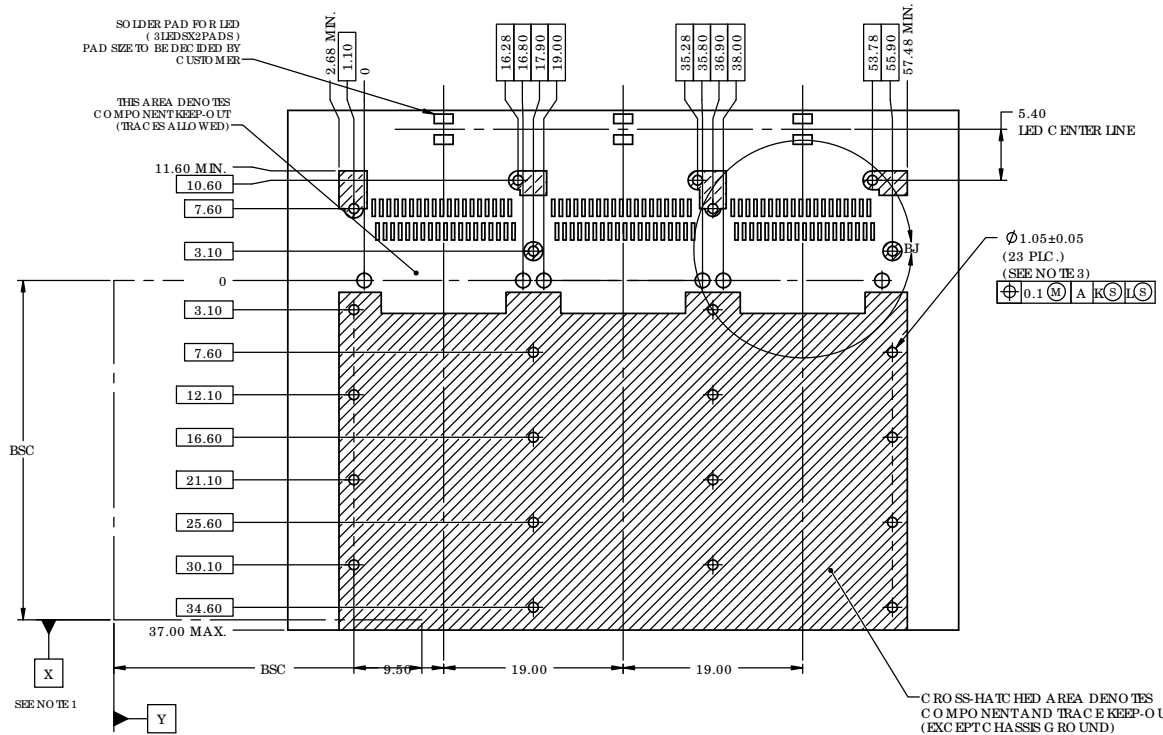 SOLDER PAD FOR LED
(3LEDSX2PADS)
PAD SIZE TO BE DECIDED BY
CUSTOMER
2.68 MIN.
1.10
0
16.28
16.80
17.90
19.00
35.28
35.80
36.90
38.00
53.78
55.90
57.48 MIN.
THIS AREA DENOTES
COMPONENT KEEP-OUT
(TRACES ALLOWED)
5.40
LED CENTER LINE
11.60 MIN.
10.60
7.60
3.10
0
3.10
7.60
12.10
16.60
21.10
25.60
30.10
34.60
37.00 MAX.
BJ
Ø1.05±0.05
(23 PLC.)
(SEE NOTE 3)
⌖ 0.1 Ⓜ A KⓈ LⓈ
BSC
X
SEE NOTE 1
Y
BSC
9.50
19.00
19.00
CROSS-HATCHED AREA DENOTES
COMPONENT AND TRACE KEEP-OU
(EXCEPT CHASSIS GROUND)